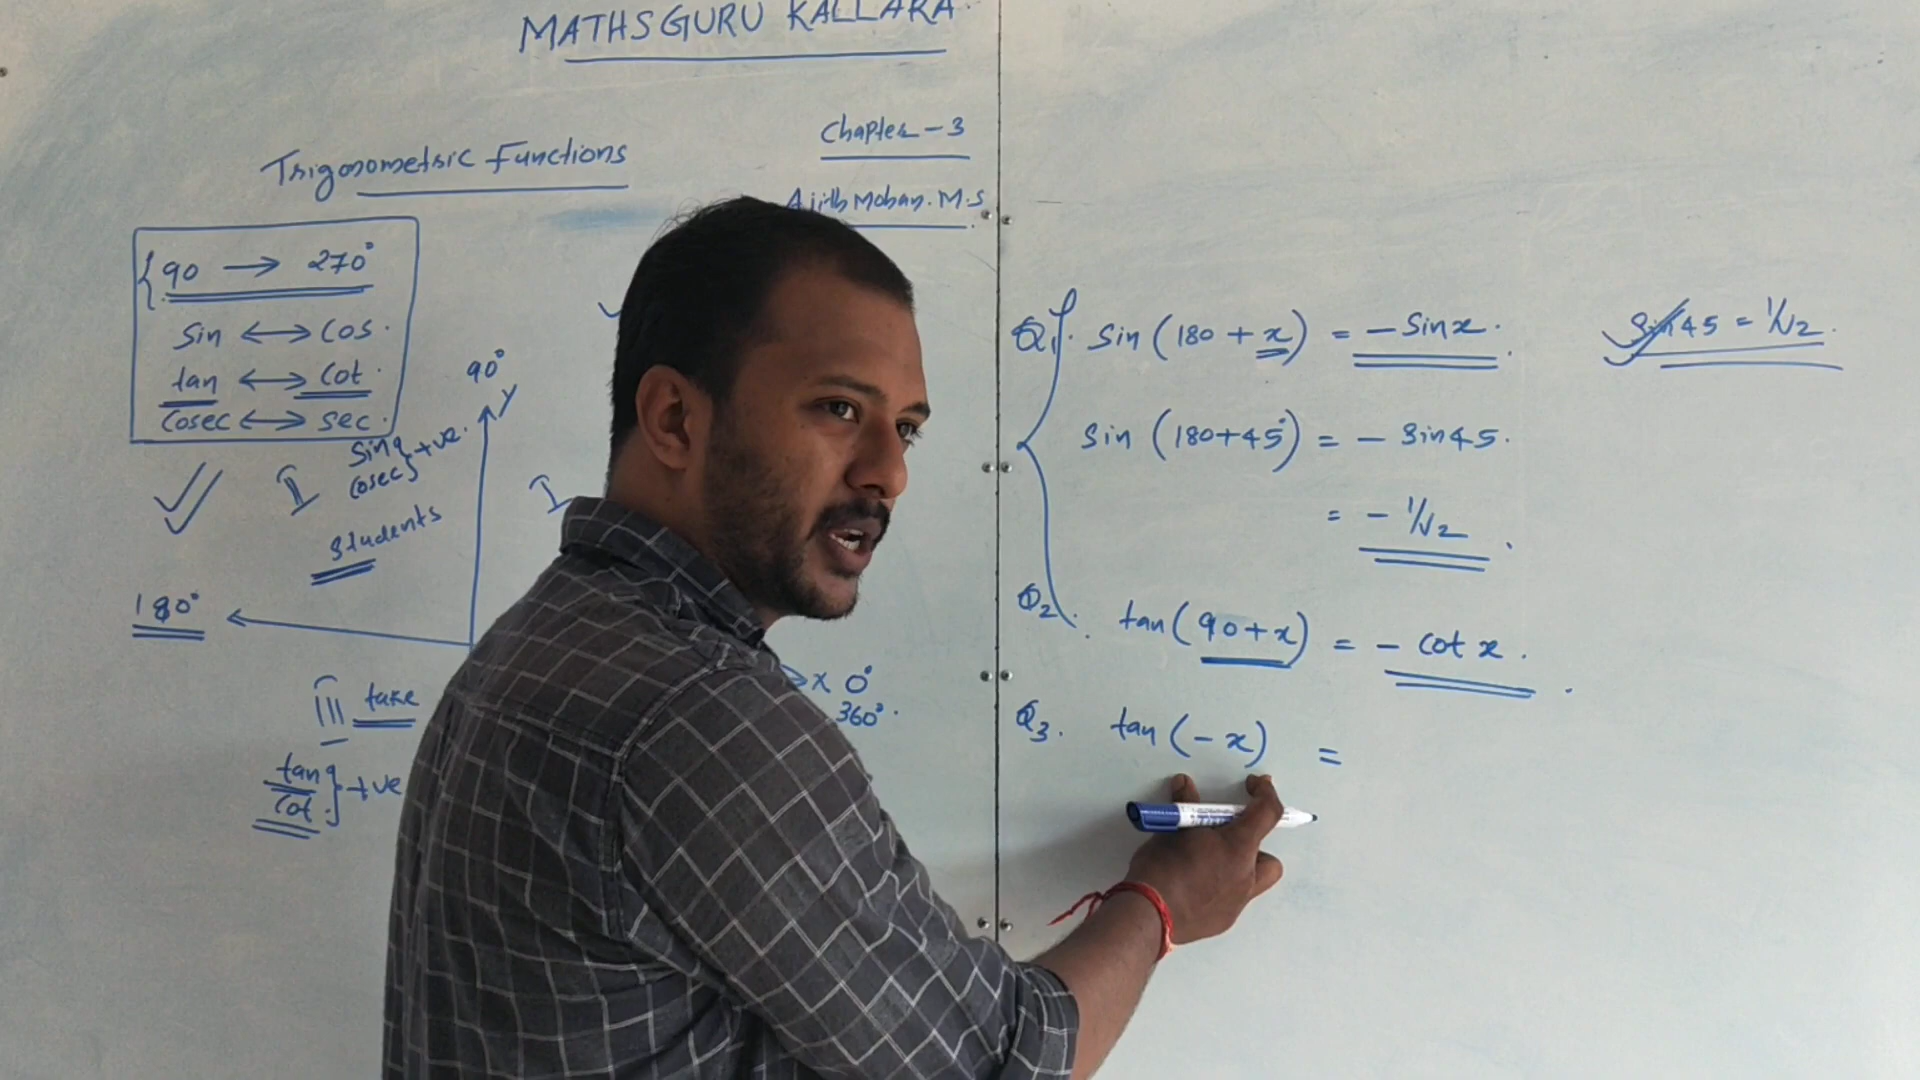 MATHSGURU KALLARA
Chapter - 3
Trigonometric Functions
Ajith Mohan. M.S
90 → 270°
Sin ↔ Cos.
tan ↔ Cot.
Cosec ↔ Sec.
90°
Y
Sin
Cosec } +ve.
Students
180°
III take
tan
Cot. } +ve
X 0°
360°.
Q1. Sin (180 + x) = - Sin x.
Sin 45 = 1/√2.
Sin (180+45°) = - Sin 45.
= - 1/√2.
Q2. tan (90+x) = - Cot x.
Q3. tan (-x) =